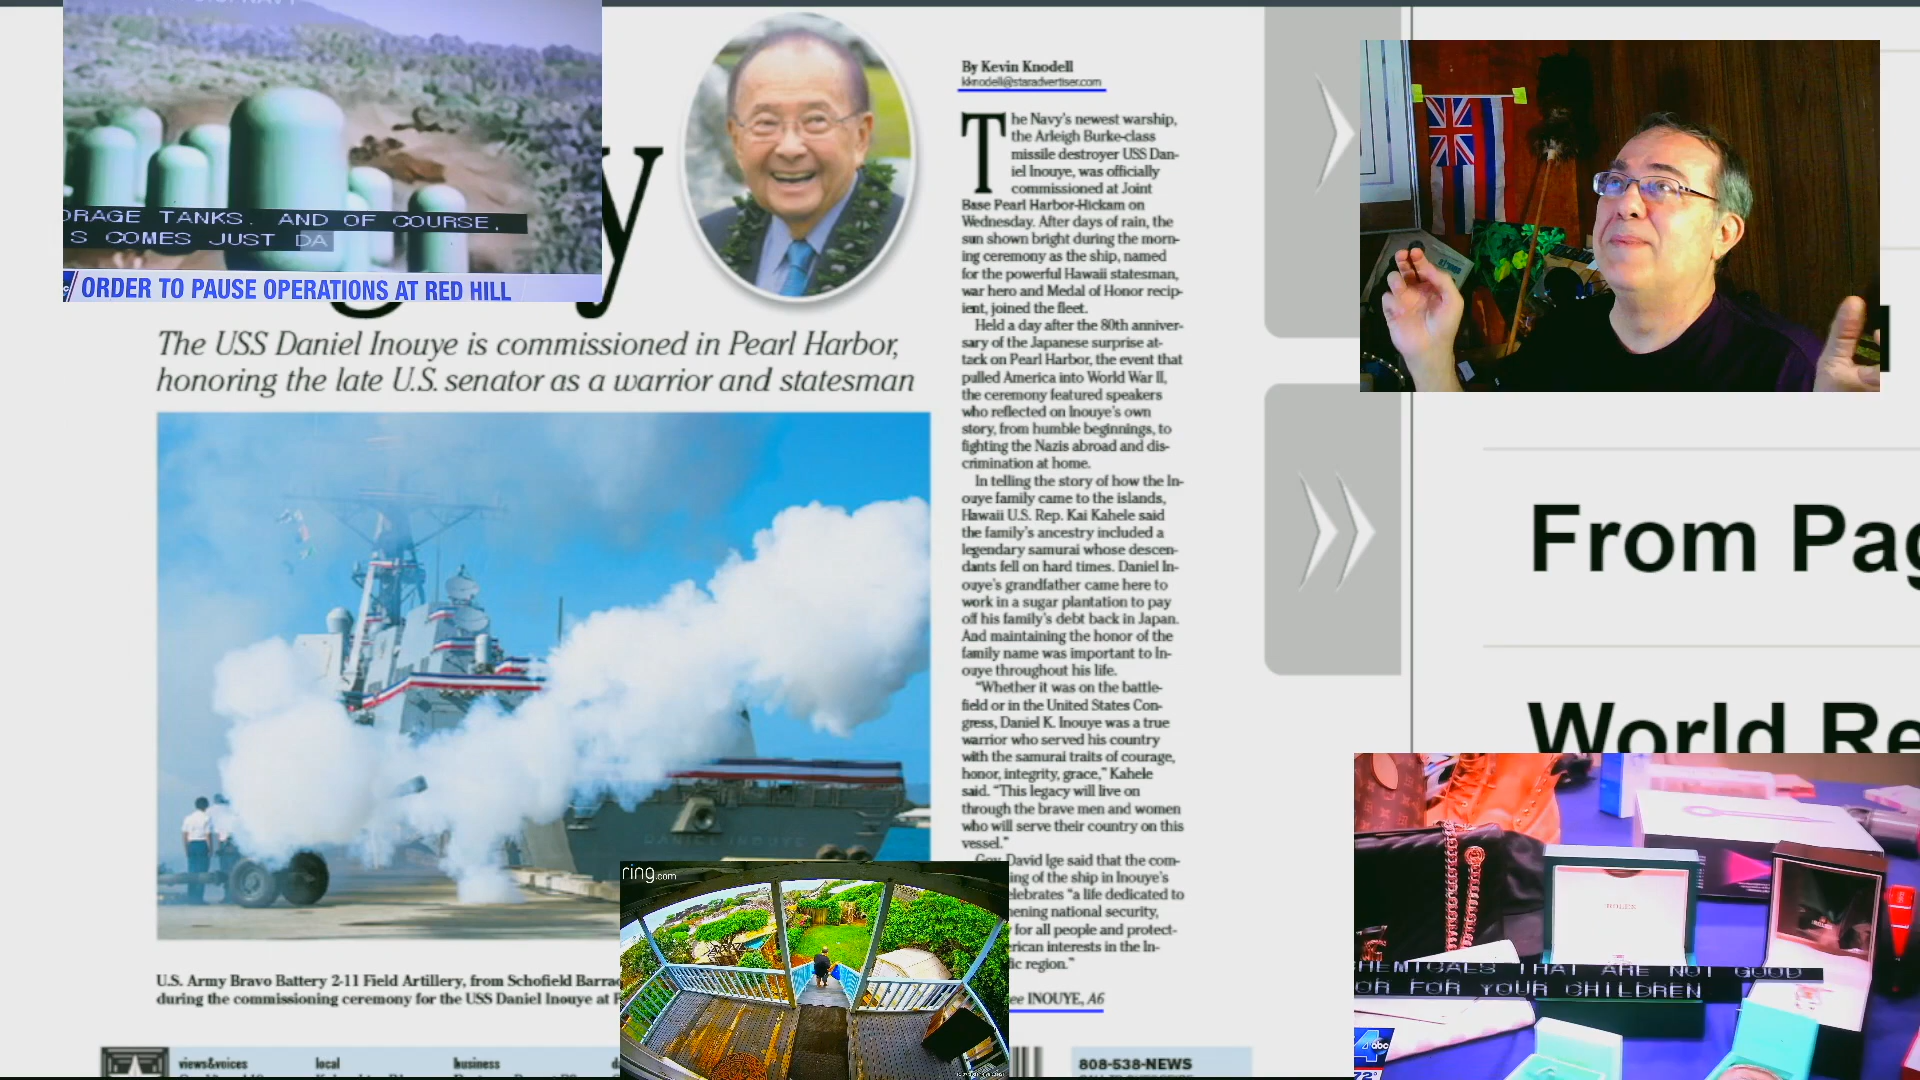 ORAGE TANKS. AND OF COURSE,
S COMES JUST DA
ORDER TO PAUSE OPERATIONS AT RED HILL
y
The USS Daniel Inouye is commissioned in Pearl Harbor,
honoring the late U.S. senator as a warrior and statesman
U.S. Army Bravo Battery 2-11 Field Artillery, from Schofield Barra
during the commissioning ceremony for the USS Daniel Inouye at
By Kevin Knodell
kknodell@staradvertiser.com
The Navy's newest warship,
the Arleigh Burke-class
missile destroyer USS Dan-
iel Inouye, was officially
commissioned at Joint
Base Pearl Harbor-Hickam on
Wednesday. After days of rain, the
sun shown bright during the morn-
ing ceremony as the ship, named
for the powerful Hawaii statesman,
war hero and Medal of Honor recip-
ient, joined the fleet.
Held a day after the 80th anniver-
sary of the Japanese surprise at-
tack on Pearl Harbor, the event that
pulled America into World War II,
the ceremony featured speakers
who reflected on Inouye's own
story, from humble beginnings, to
fighting the Nazis abroad and dis-
crimination at home.
In telling the story of how the In-
ouye family came to the islands,
Hawaii U.S. Rep. Kai Kahele said
the family's ancestry included a
legendary samurai whose descen-
dants fell on hard times. Daniel In-
ouye's grandfather came here to
work in a sugar plantation to pay
off his family's debt back in Japan.
And maintaining the honor of the
family name was important to In-
ouye throughout his life.
"Whether it was on the battle-
field or in the United States Con-
gress, Daniel K. Inouye was a true
warrior who served his country
with the samurai traits of courage,
honor, integrity, grace," Kahele
said. "This legacy will live on
through the brave men and women
who will serve their country on this
vessel."
Gov. David Ige said that the com-
ing of the ship in Inouye's
elebrates "a life dedicated to
hening national security,
for all people and protect-
rican interests in the In-
ic region."
ee INOUYE, A6
ring.com
views&voices
local
business
808-538-NEWS
From Pag
World Re
ROLEX
HEMICALS THAT ARE NOT GOOD
OR FOR YOUR CHILDREN
4 abc
72°
DANIEL INOUYE